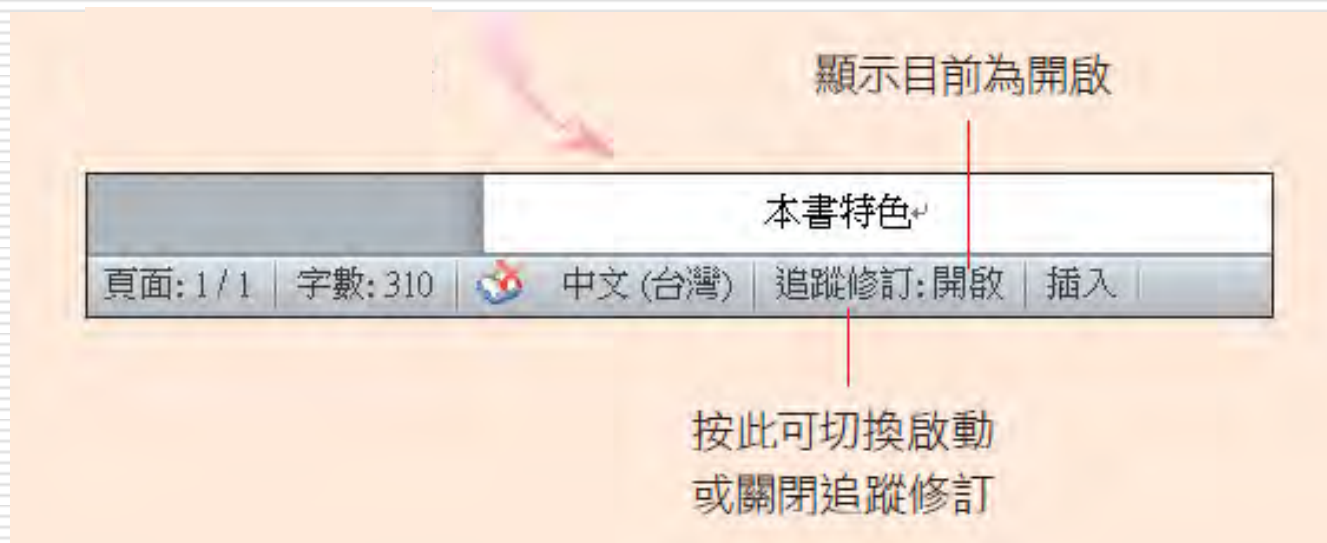 顯示目前為開啟
本書特色↵
頁面: 1 / 1 字數: 310 中文 (台灣) 追蹤修訂: 開啟 插入
按此可切換啟動
或關閉追蹤修訂